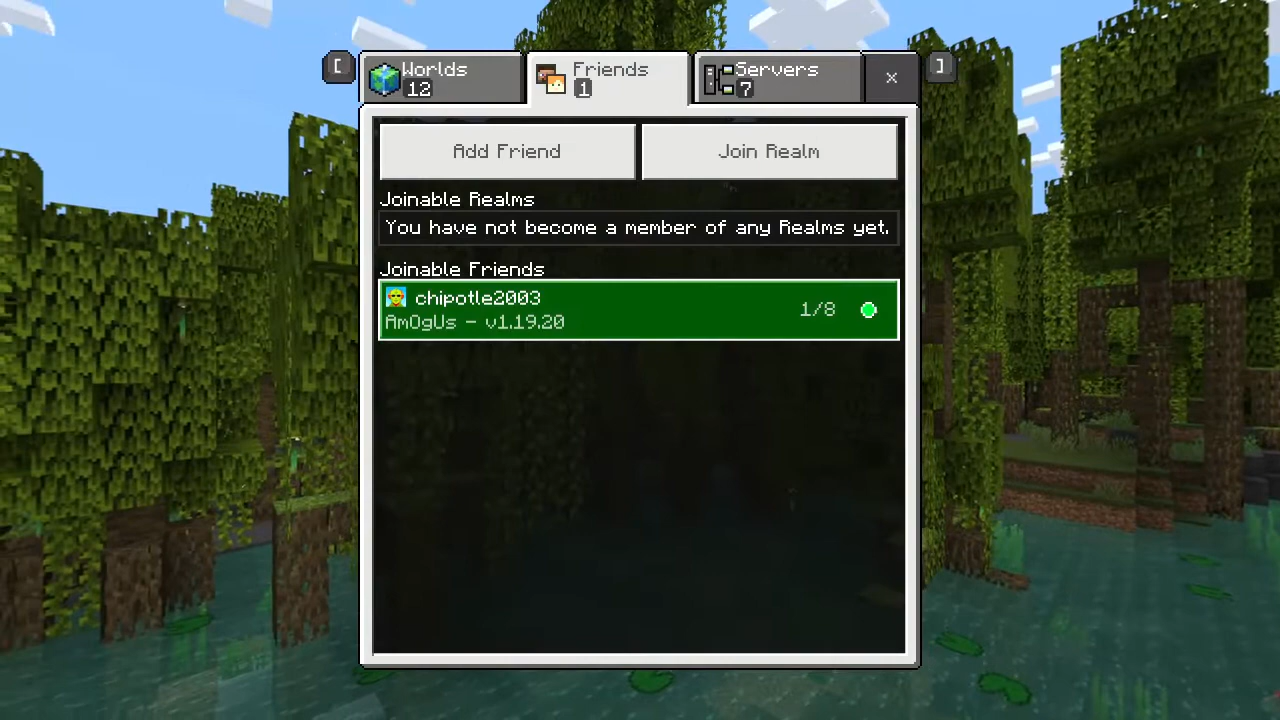 [
Worlds
12
Friends
1
Servers
7
×
]
Add Friend
Join Realm
Joinable Realms
You have not become a member of any Realms yet.
Joinable Friends
chipotle2003
AmOgUs - v1.19.20
1/8